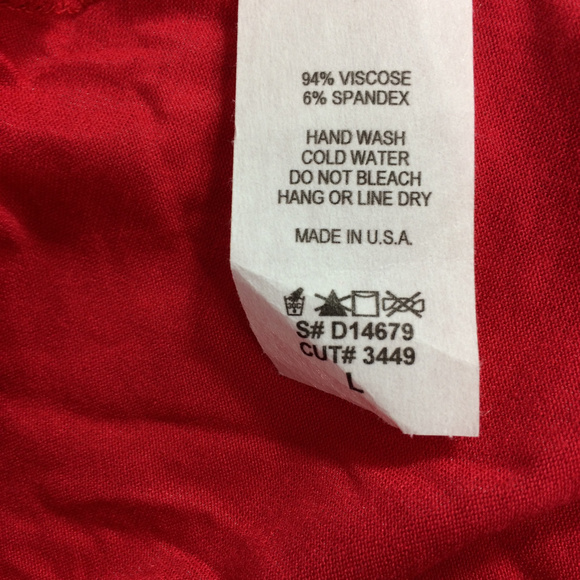 94% VISCOSE
6% SPANDEX
HAND WASH
COLD WATER
DO NOT BLEACH
HANG OR LINE DRY
MADE IN U.S.A.
S# D14679
CUT# 3449
L